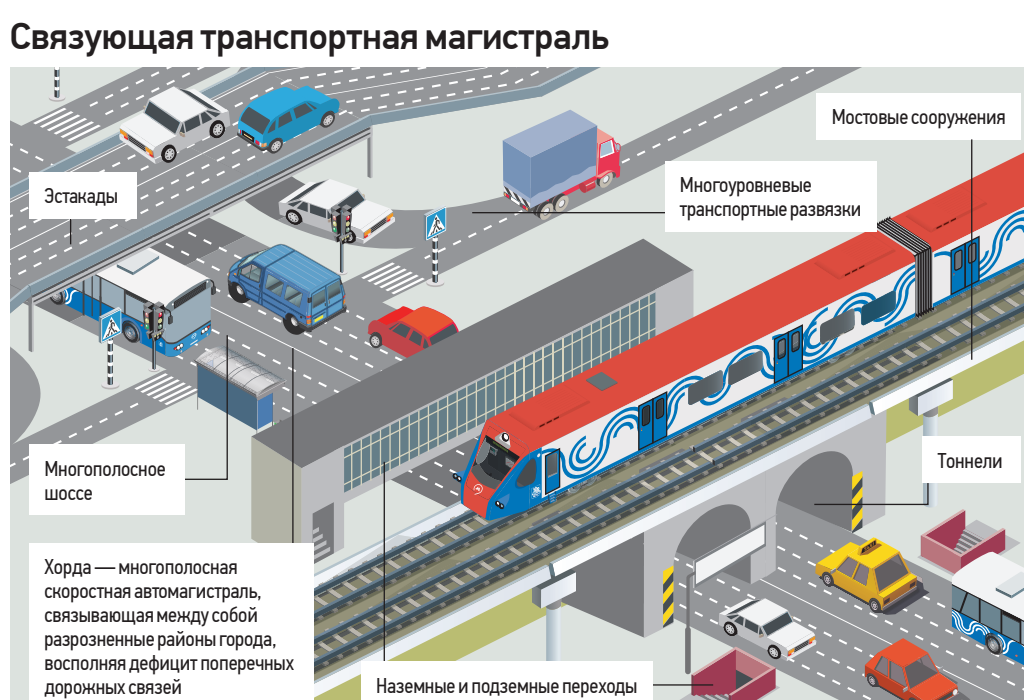 Связующая транспортная магистраль
Мостовые сооружения
Многоуровневые
транспортные развязки
Эстакады
Многополосное
шоссе
Тоннели
Хорда — многополосная
скоростная автомагистраль,
связывающая между собой
разрозненные районы города,
восполняя дефицит поперечных
дорожных связей
Наземные и подземные переходы